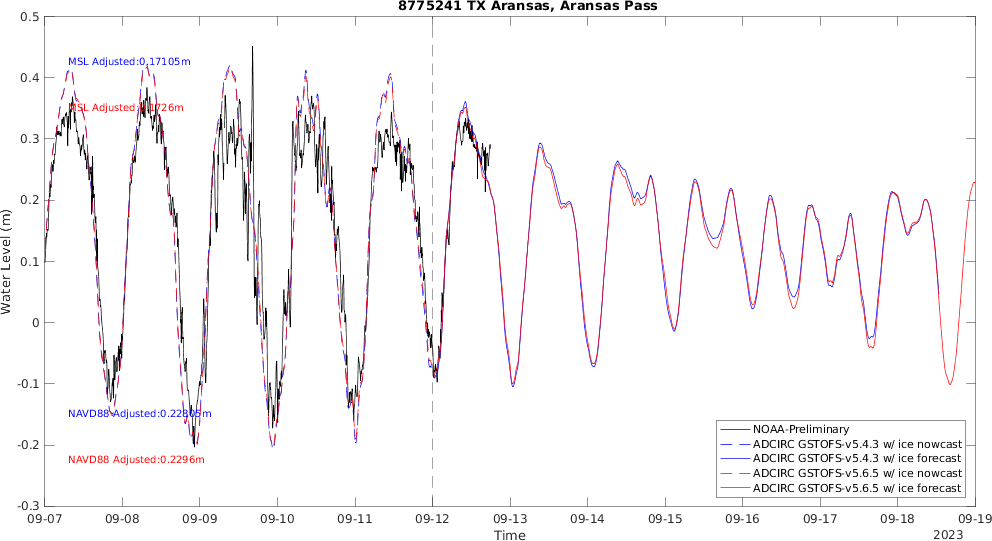 8775241 TX Aransas, Aransas Pass
0.5
0.4
0.3
0.2
0.1
0
-0.1
-0.2
-0.3
Water Level (m)
MSL Adjusted:0.17105m
MSL Adjusted:0.1726m
NAVD88 Adjusted:0.22805m
NAVD88 Adjusted:0.2296m
NOAA-Preliminary
ADCIRC GSTOFS-v5.4.3 w/ ice nowcast
ADCIRC GSTOFS-v5.4.3 w/ ice forecast
ADCIRC GSTOFS-v5.6.5 w/ ice nowcast
ADCIRC GSTOFS-v5.6.5 w/ ice forecast
09-07 09-08 09-09 09-10 09-11 09-12 09-13 09-14 09-15 09-16 09-17 09-18 09-19
Time
2023